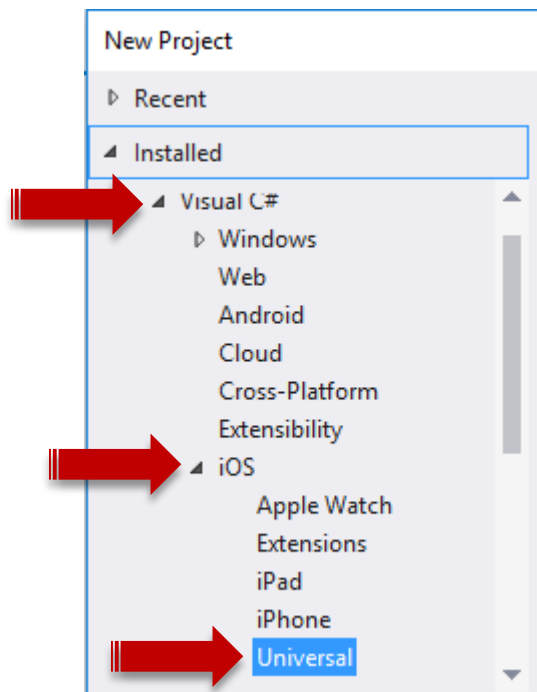 New Project
Recent
Installed
Visual C#
Windows
Web
Android
Cloud
Cross-Platform
Extensibility
iOS
Apple Watch
Extensions
iPad
iPhone
Universal